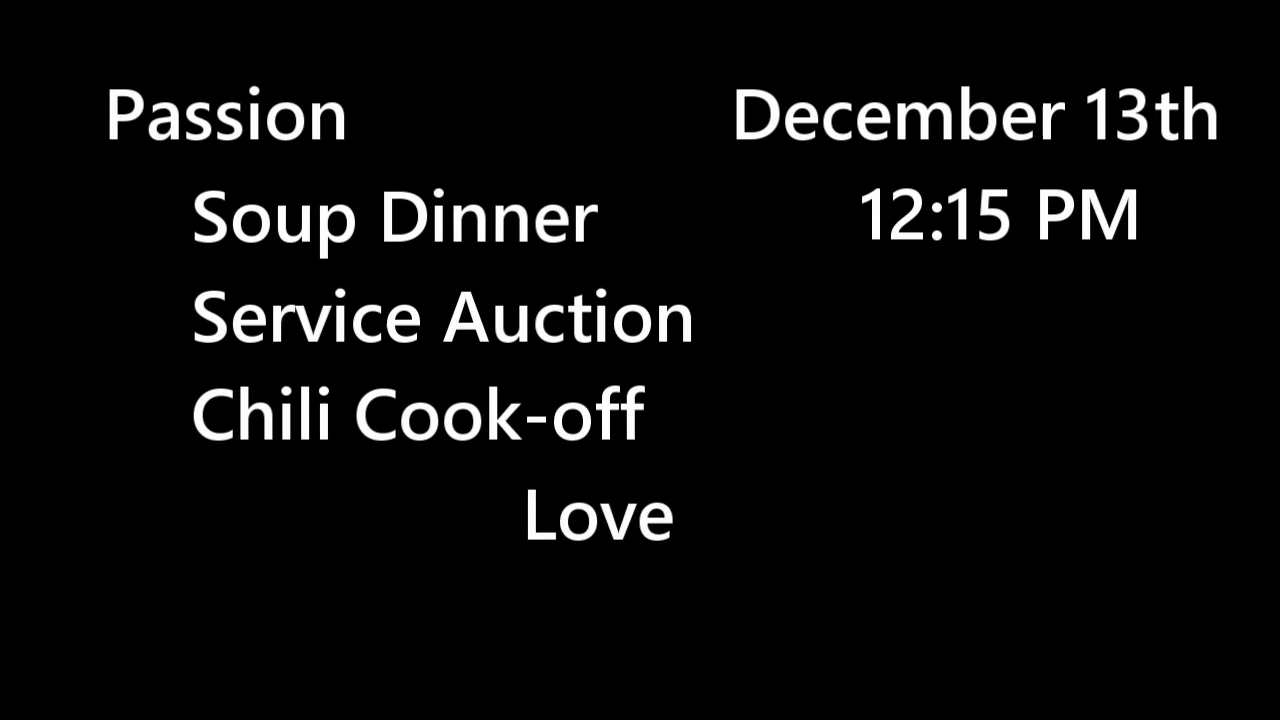 Passion December 13th
Soup Dinner 12:15 PM
Service Auction
Chili Cook-off
Love